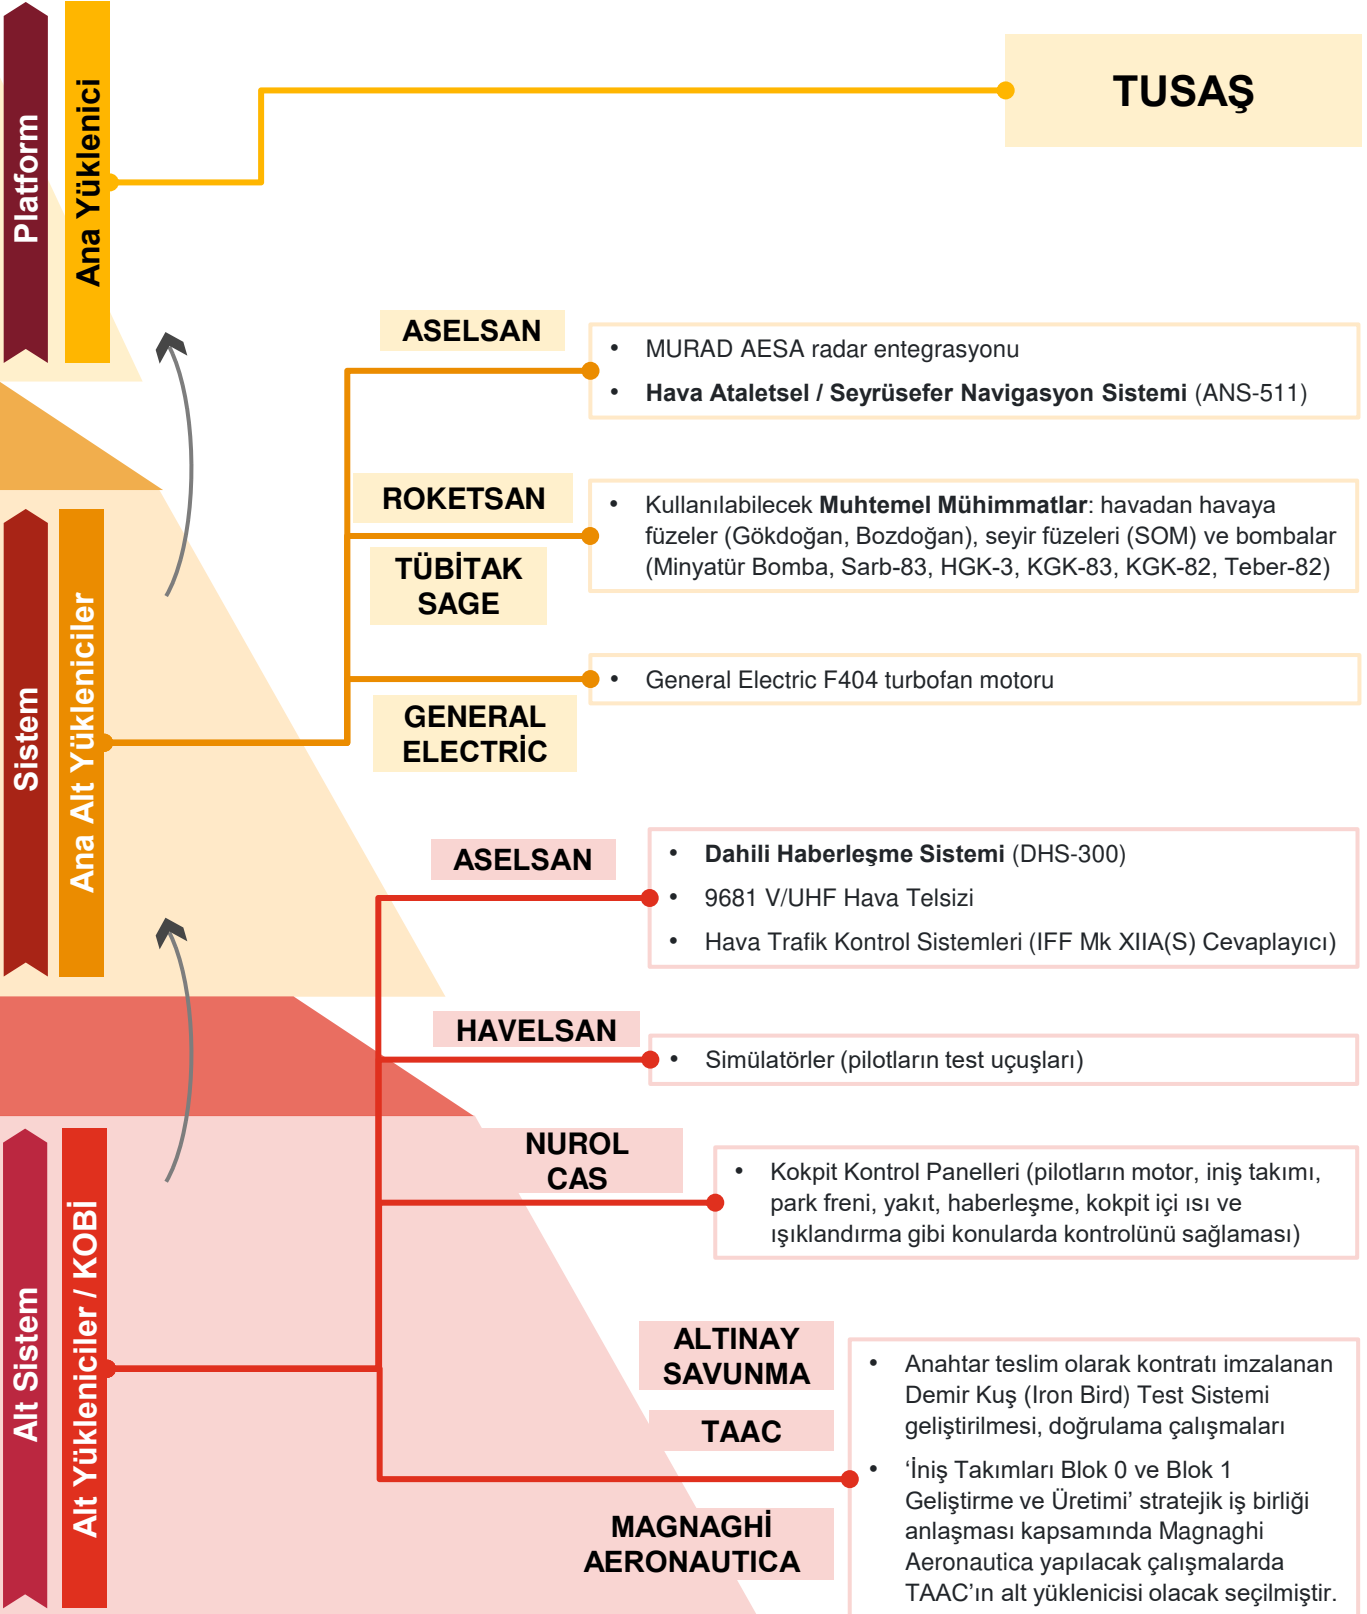 Platform
Ana Yüklenici
TUSAŞ
Sistem
Ana Alt Yükleniciler
ASELSAN
• MURAD AESA radar entegrasyonu
• Hava Ataletsel / Seyrüsefer Navigasyon Sistemi (ANS-511)
ROKETSAN
TÜBİTAK
SAGE
• Kullanılabilecek Muhtemel Mühimmatlar: havadan havaya
füzeler (Gökdoğan, Bozdoğan), seyir füzeleri (SOM) ve bombalar
(Minyatür Bomba, Sarb-83, HGK-3, KGK-83, KGK-82, Teber-82)
GENERAL
ELECTRİC
• General Electric F404 turbofan motoru
Alt Sistem
Alt Yükleniciler / KOBİ
ASELSAN
• Dahili Haberleşme Sistemi (DHS-300)
• 9681 V/UHF Hava Telsizi
• Hava Trafik Kontrol Sistemleri (IFF Mk XIIA(S) Cevaplayıcı)
HAVELSAN
• Simülatörler (pilotların test uçuşları)
NUROL
CAS
• Kokpit Kontrol Panelleri (pilotların motor, iniş takımı,
park freni, yakıt, haberleşme, kokpit içi ısı ve
ışıklandırma gibi konularda kontrolünü sağlaması)
ALTINAY
SAVUNMA
TAAC
MAGNAGHİ
AERONAUTICA
• Anahtar teslim olarak kontratı imzalanan
Demir Kuş (Iron Bird) Test Sistemi
geliştirilmesi, doğrulama çalışmaları
• ‘İniş Takımları Blok 0 ve Blok 1
Geliştirme ve Üretimi’ stratejik iş birliği
anlaşması kapsamında Magnaghi
Aeronautica yapılacak çalışmalarda
TAAC’ın alt yüklenicisi olacak seçilmiştir.